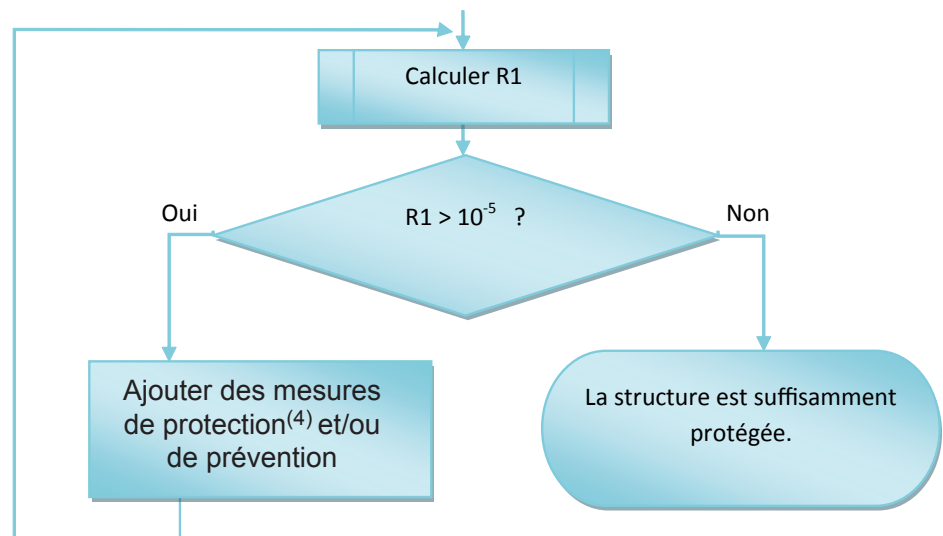 Calculer R1
Oui
R1 > 10⁻⁵ ?
Non
Ajouter des mesures
de protection⁽⁴⁾ et/ou
de prévention
La structure est suffisamment
protégée.